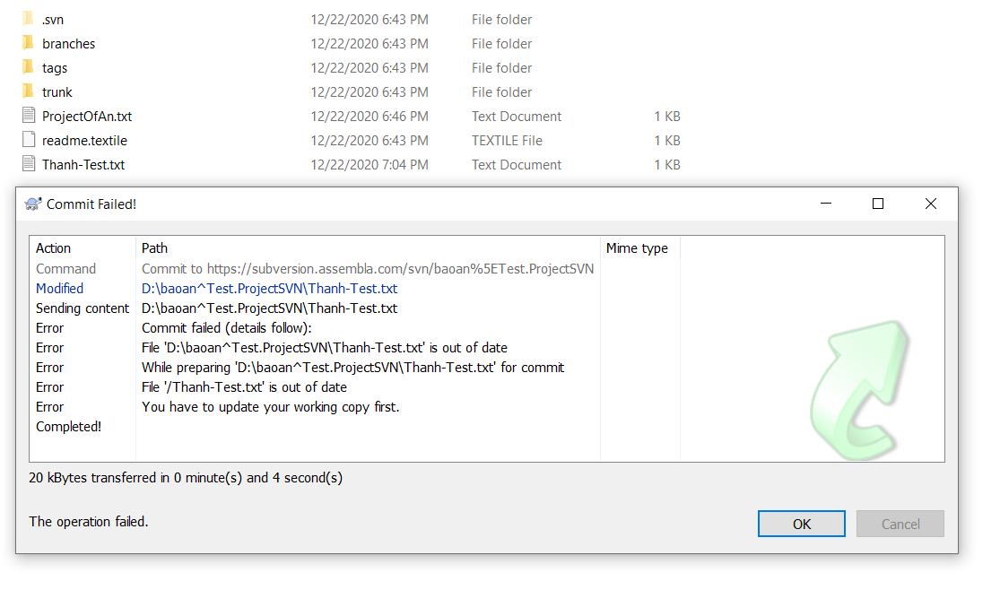 .svn 12/22/2020 6:43 PM File folder
branches 12/22/2020 6:43 PM File folder
tags 12/22/2020 6:43 PM File folder
trunk 12/22/2020 6:43 PM File folder
ProjectOfAn.txt 12/22/2020 6:46 PM Text Document 1 KB
readme.textile 12/22/2020 6:43 PM TEXTILE File 1 KB
Thanh-Test.txt 12/22/2020 7:04 PM Text Document 1 KB
Commit Failed!
Action Path Mime type
Command Commit to https://subversion.assembla.com/svn/baoan%5ETest.ProjectSVN
Modified D:\baoan^Test.ProjectSVN\Thanh-Test.txt
Sending content D:\baoan^Test.ProjectSVN\Thanh-Test.txt
Error Commit failed (details follow):
Error File 'D:\baoan^Test.ProjectSVN\Thanh-Test.txt' is out of date
Error While preparing 'D:\baoan^Test.ProjectSVN\Thanh-Test.txt' for commit
Error File '/Thanh-Test.txt' is out of date
Error You have to update your working copy first.
Completed!
20 kBytes transferred in 0 minute(s) and 4 second(s)
The operation failed.
OK Cancel